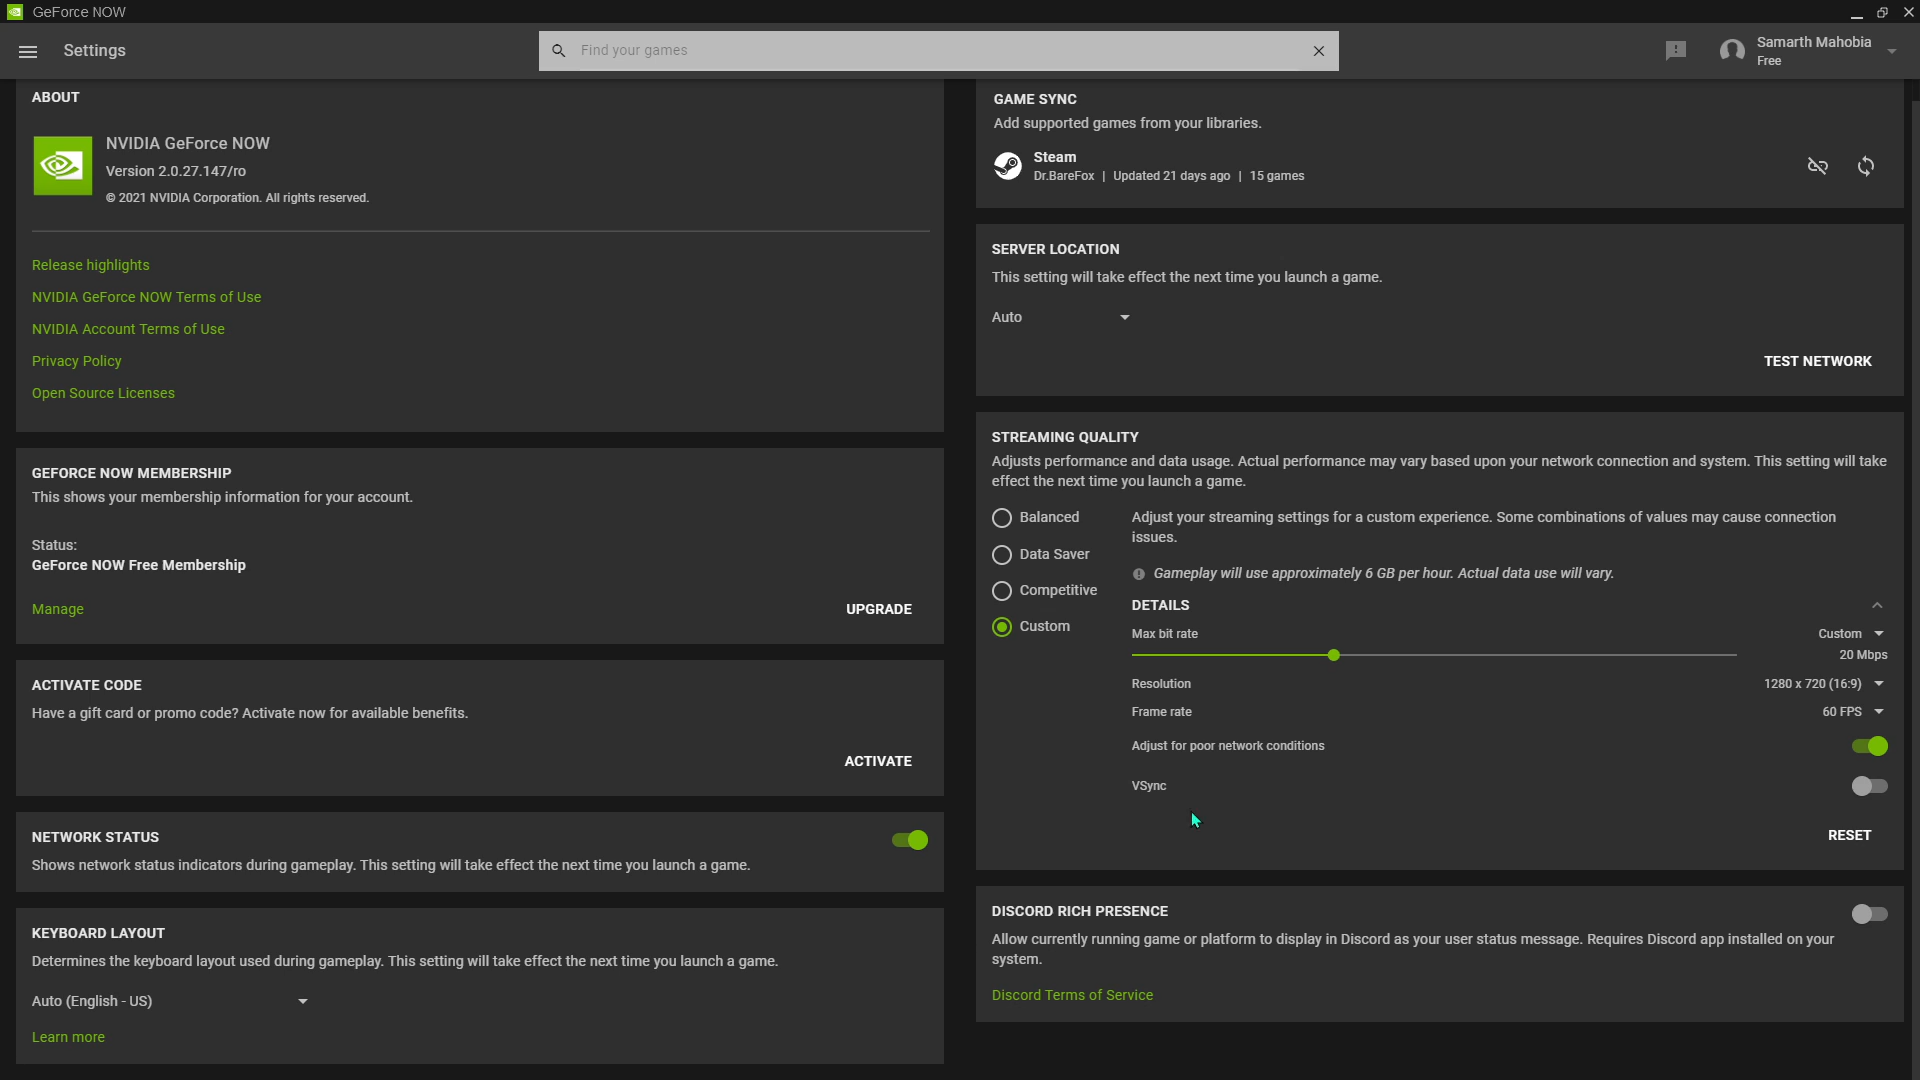 GeForce NOW
Settings
Find your games
Samarth Mahobia
Free
ABOUT
NVIDIA GeForce NOW
Version 2.0.27.147/ro
© 2021 NVIDIA Corporation. All rights reserved.
Release highlights
NVIDIA GeForce NOW Terms of Use
NVIDIA Account Terms of Use
Privacy Policy
Open Source Licenses
GEFORCE NOW MEMBERSHIP
This shows your membership information for your account.
Status:
GeForce NOW Free Membership
Manage
UPGRADE
ACTIVATE CODE
Have a gift card or promo code? Activate now for available benefits.
ACTIVATE
NETWORK STATUS
Shows network status indicators during gameplay. This setting will take effect the next time you launch a game.
KEYBOARD LAYOUT
Determines the keyboard layout used during gameplay. This setting will take effect the next time you launch a game.
Auto (English - US)
Learn more
GAME SYNC
Add supported games from your libraries.
Steam
Dr.BareFox | Updated 21 days ago | 15 games
SERVER LOCATION
This setting will take effect the next time you launch a game.
Auto
TEST NETWORK
STREAMING QUALITY
Adjusts performance and data usage. Actual performance may vary based upon your network connection and system. This setting will take
effect the next time you launch a game.
Balanced
Data Saver
Competitive
Custom
Adjust your streaming settings for a custom experience. Some combinations of values may cause connection
issues.
Gameplay will use approximately 6 GB per hour. Actual data use will vary.
DETAILS
Max bit rate
Custom
20 Mbps
Resolution
1280 x 720 (16:9)
Frame rate
60 FPS
Adjust for poor network conditions
VSync
RESET
DISCORD RICH PRESENCE
Allow currently running game or platform to display in Discord as your user status message. Requires Discord app installed on your
system.
Discord Terms of Service